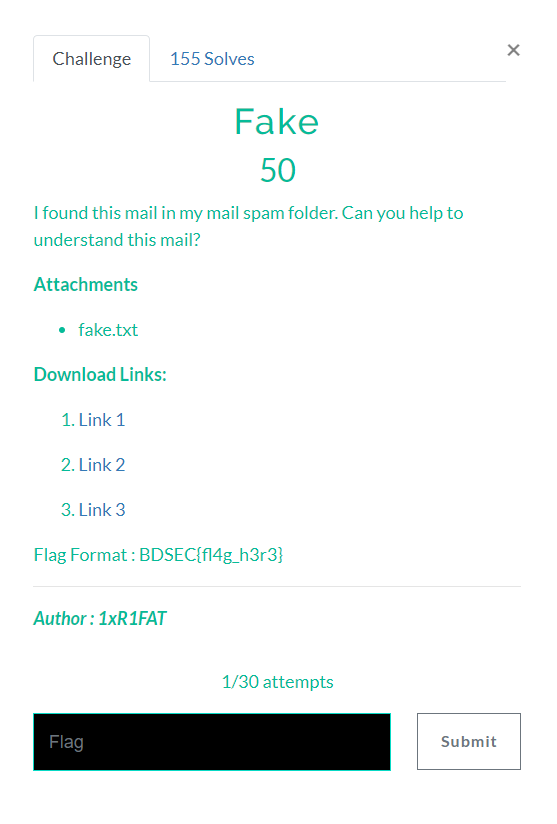 Challenge
155 Solves
×
Fake
50
I found this mail in my mail spam folder. Can you help to
understand this mail?
Attachments
• fake.txt
Download Links:
1. Link 1
2. Link 2
3. Link 3
Flag Format : BDSEC{fl4g_h3r3}
Author : 1xR1FAT
1/30 attempts
Flag
Submit